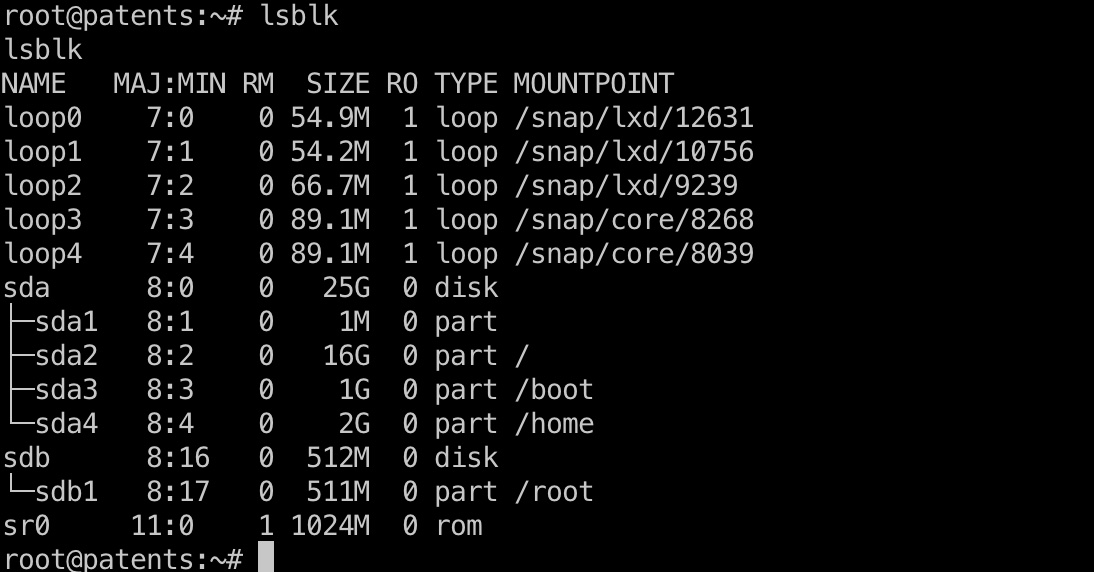 root@patents:~# lsblk
lsblk
NAME   MAJ:MIN RM   SIZE RO TYPE MOUNTPOINT
loop0    7:0    0 54.9M  1 loop /snap/lxd/12631
loop1    7:1    0 54.2M  1 loop /snap/lxd/10756
loop2    7:2    0 66.7M  1 loop /snap/lxd/9239
loop3    7:3    0 89.1M  1 loop /snap/core/8268
loop4    7:4    0 89.1M  1 loop /snap/core/8039
sda      8:0    0   25G  0 disk
├─sda1   8:1    0    1M  0 part
├─sda2   8:2    0   16G  0 part /
├─sda3   8:3    0    1G  0 part /boot
└─sda4   8:4    0    2G  0 part /home
sdb      8:16   0  512M  0 disk
└─sdb1   8:17   0  511M  0 part /root
sr0     11:0    1 1024M  0 rom
root@patents:~#